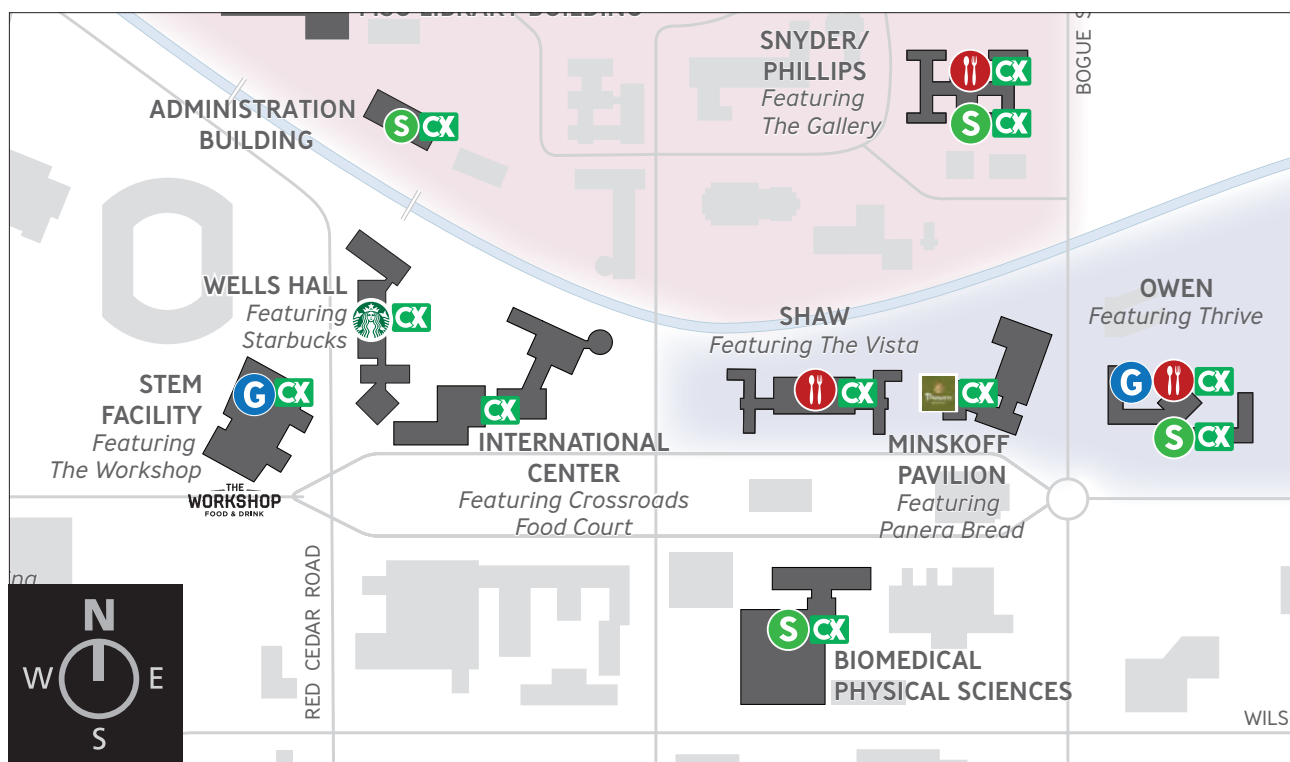 LIBRARY BUILDING
SNYDER/
PHILLIPS
Featuring
The Gallery
CX
S CX
BOGUE S
ADMINISTRATION
BUILDING
S CX
WELLS HALL
Featuring
Starbucks
CX
OWEN
Featuring Thrive
G CX
S CX
SHAW
Featuring The Vista
CX
CX
STEM
FACILITY
Featuring
The Workshop
G CX
THE
WORKSHOP
FOOD & DRINK
CX
INTERNATIONAL
CENTER
Featuring Crossroads
Food Court
MINSKOFF
PAVILION
Featuring
Panera Bread
RED CEDAR ROAD
S CX
BIOMEDICAL
PHYSICAL SCIENCES
WILS
N
W E
S